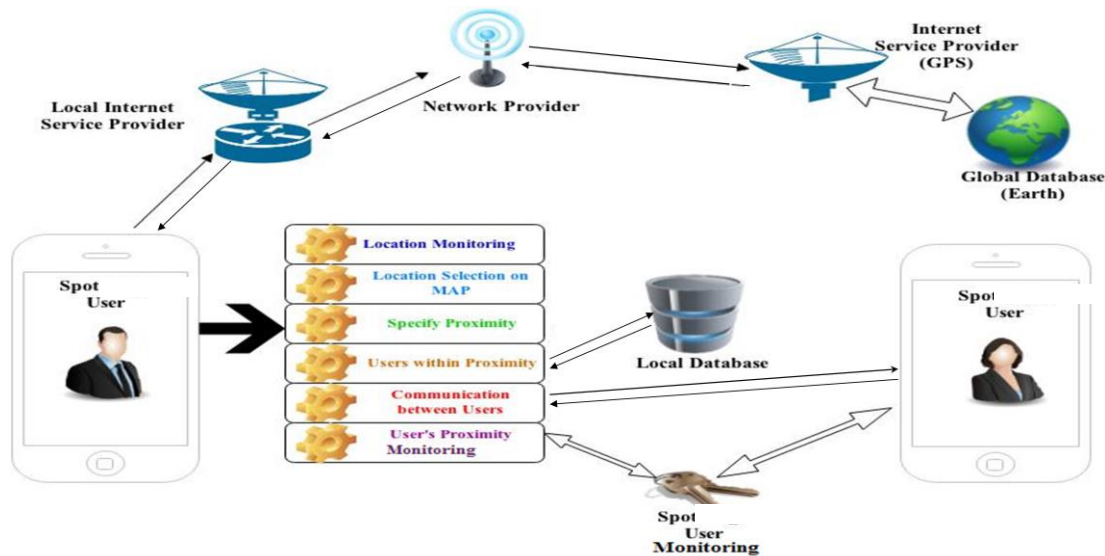 Internet
Service Provider
(GPS)
Local Internet
Service Provider
Network Provider
Global Database
(Earth)
Location Monitoring
Location Selection on
MAP
Specify Proximity
Users within Proximity
Communication
between Users
User's Proximity
Monitoring
Spot
User
Local Database
Spot
User
Spot
User
Monitoring